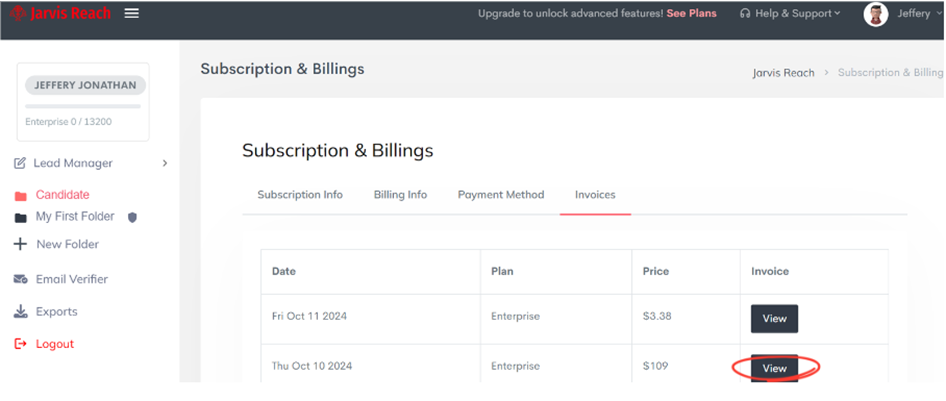 Jarvis Reach
Upgrade to unlock advanced features! See Plans
Help & Support
Jeffery
JEFFERY JONATHAN
Enterprise 0 / 13200
Lead Manager
Candidate
My First Folder
New Folder
Email Verifier
Exports
Logout
Subscription & Billings
Jarvis Reach > Subscription & Billing
Subscription & Billings
Subscription Info Billing Info Payment Method Invoices
Date Plan Price Invoice
Fri Oct 11 2024 Enterprise $3.38 View
Thu Oct 10 2024 Enterprise $109 View